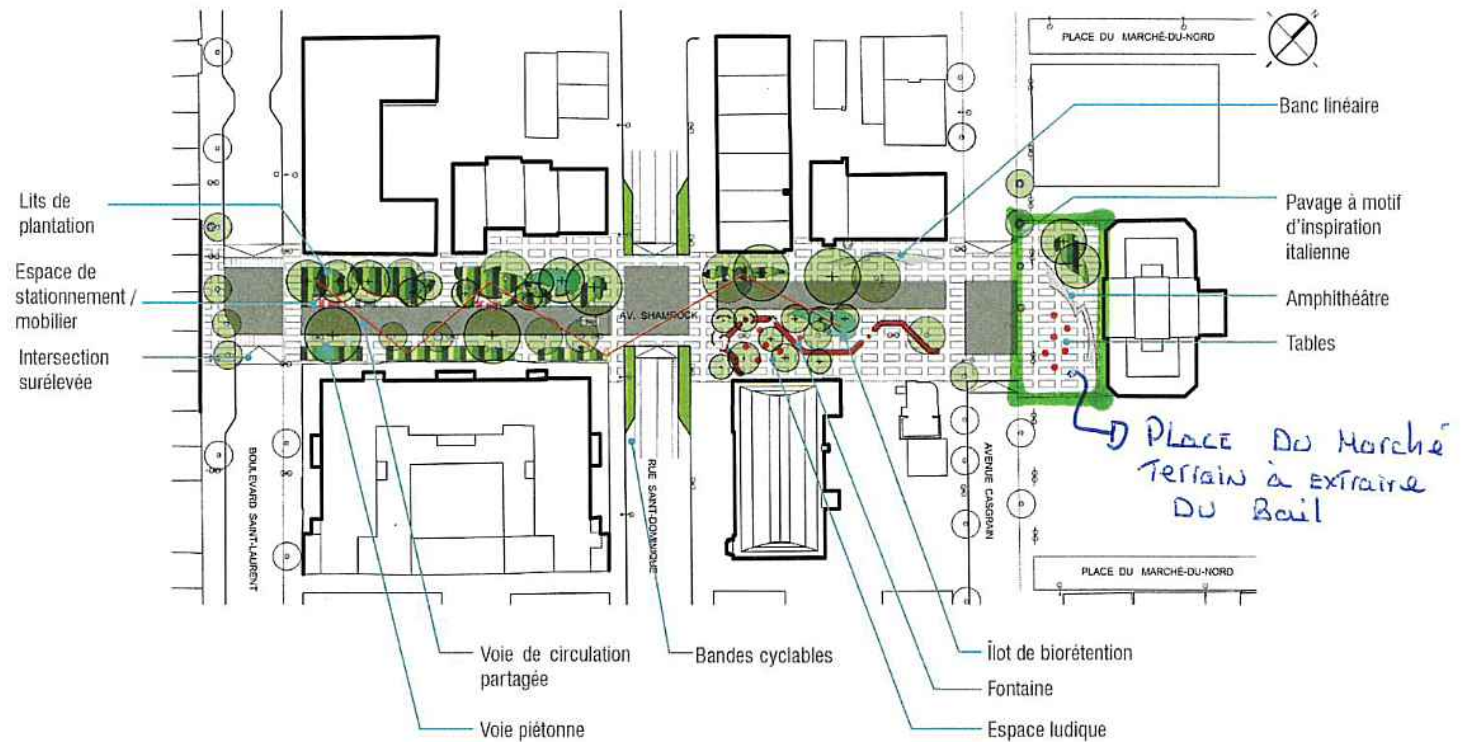 PLACE DU MARCHÉ-DU-NORD
N
Banc linéaire
Lits de
plantation
Pavage à motif
d'inspiration
italienne
Espace de
stationnement /
mobilier
Amphithéâtre
AV. SHAMROCK
Tables
Intersection
surélevée
PLACE DU Marché
Terrain à extraire
DU Bail
BOULEVARD SAINT-LAURENT
RUE SAINT-DOMINIQUE
AVENUE CASGRAIN
PLACE DU MARCHÉ-DU-NORD
Voie de circulation
partagée
Bandes cyclables
Îlot de biorétention
Fontaine
Voie piétonne
Espace ludique